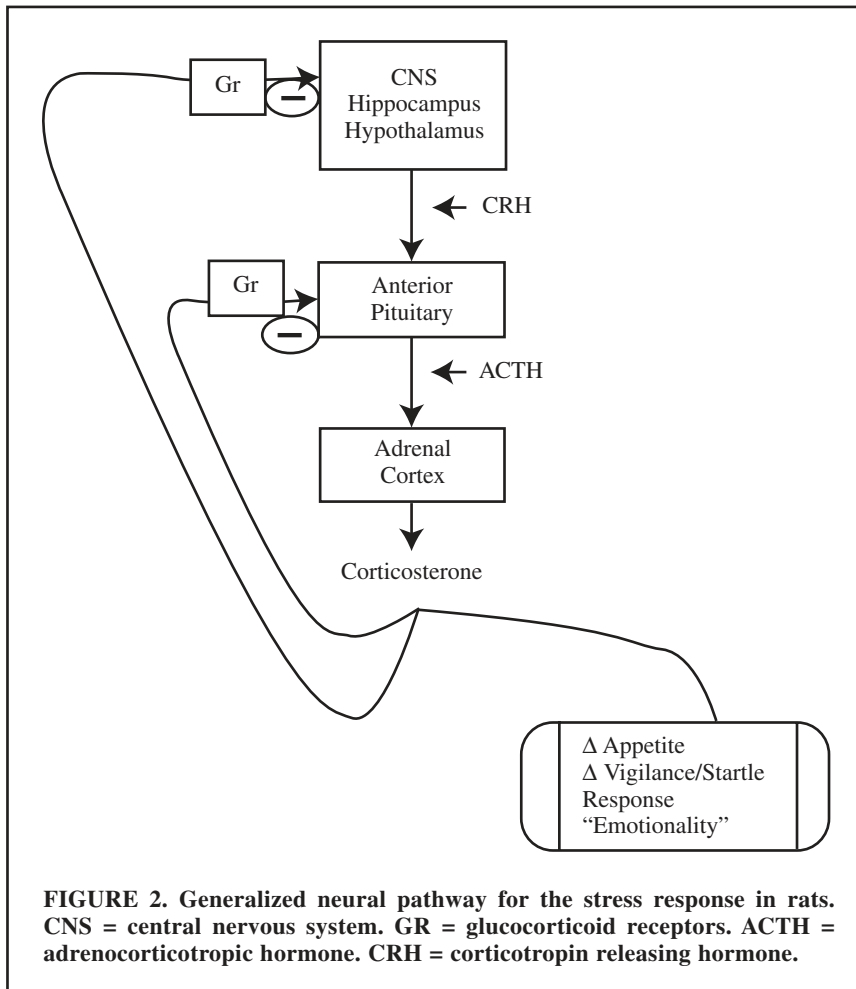 Gr
CNS
Hippocampus
Hypothalamus
CRH
Gr
Anterior
Pituitary
ACTH
Adrenal
Cortex
Corticosterone
Δ Appetite
Δ Vigilance/Startle
Response
“Emotionality”
FIGURE 2. Generalized neural pathway for the stress response in rats.
CNS = central nervous system. GR = glucocorticoid receptors. ACTH =
adrenocorticotropic hormone. CRH = corticotropin releasing hormone.